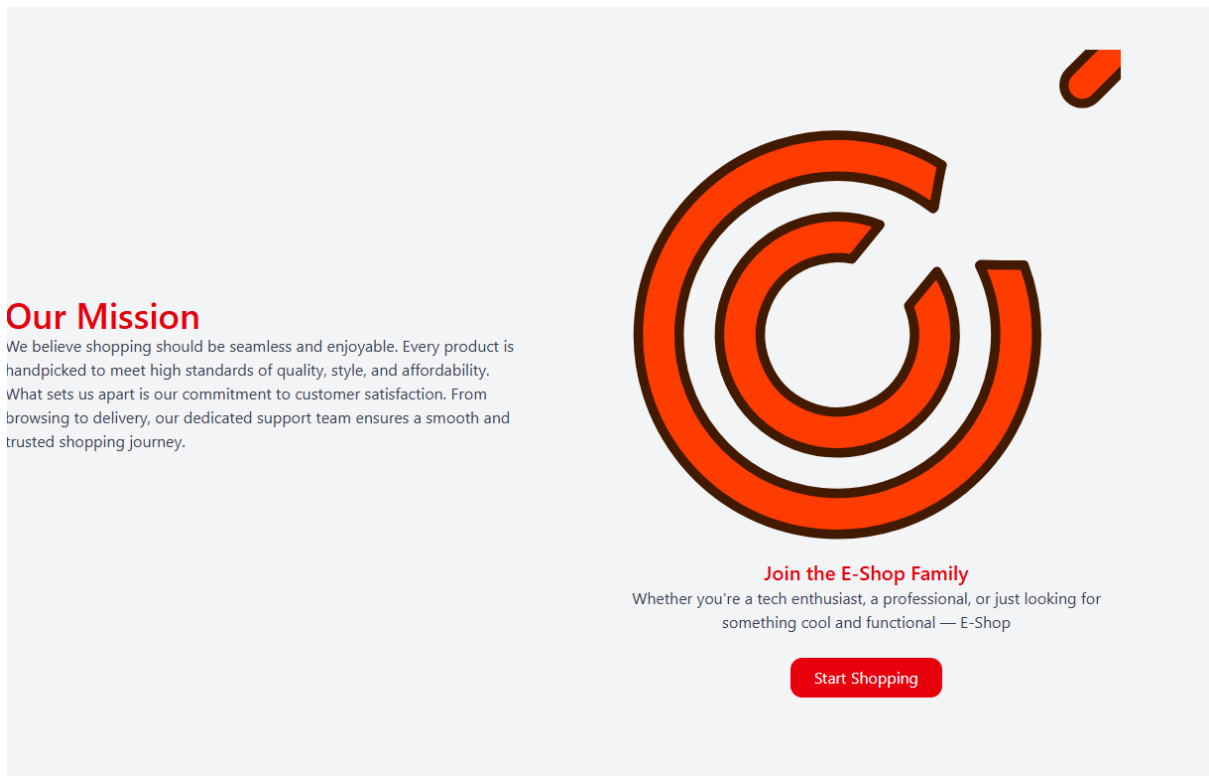 Our Mission
We believe shopping should be seamless and enjoyable. Every product is
handpicked to meet high standards of quality, style, and affordability.
What sets us apart is our commitment to customer satisfaction. From
browsing to delivery, our dedicated support team ensures a smooth and
trusted shopping journey.
Join the E-Shop Family
Whether you're a tech enthusiast, a professional, or just looking for
something cool and functional — E-Shop
Start Shopping